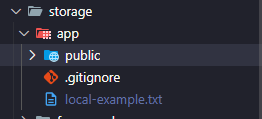 storage
app
public
.gitignore
local-example.txt